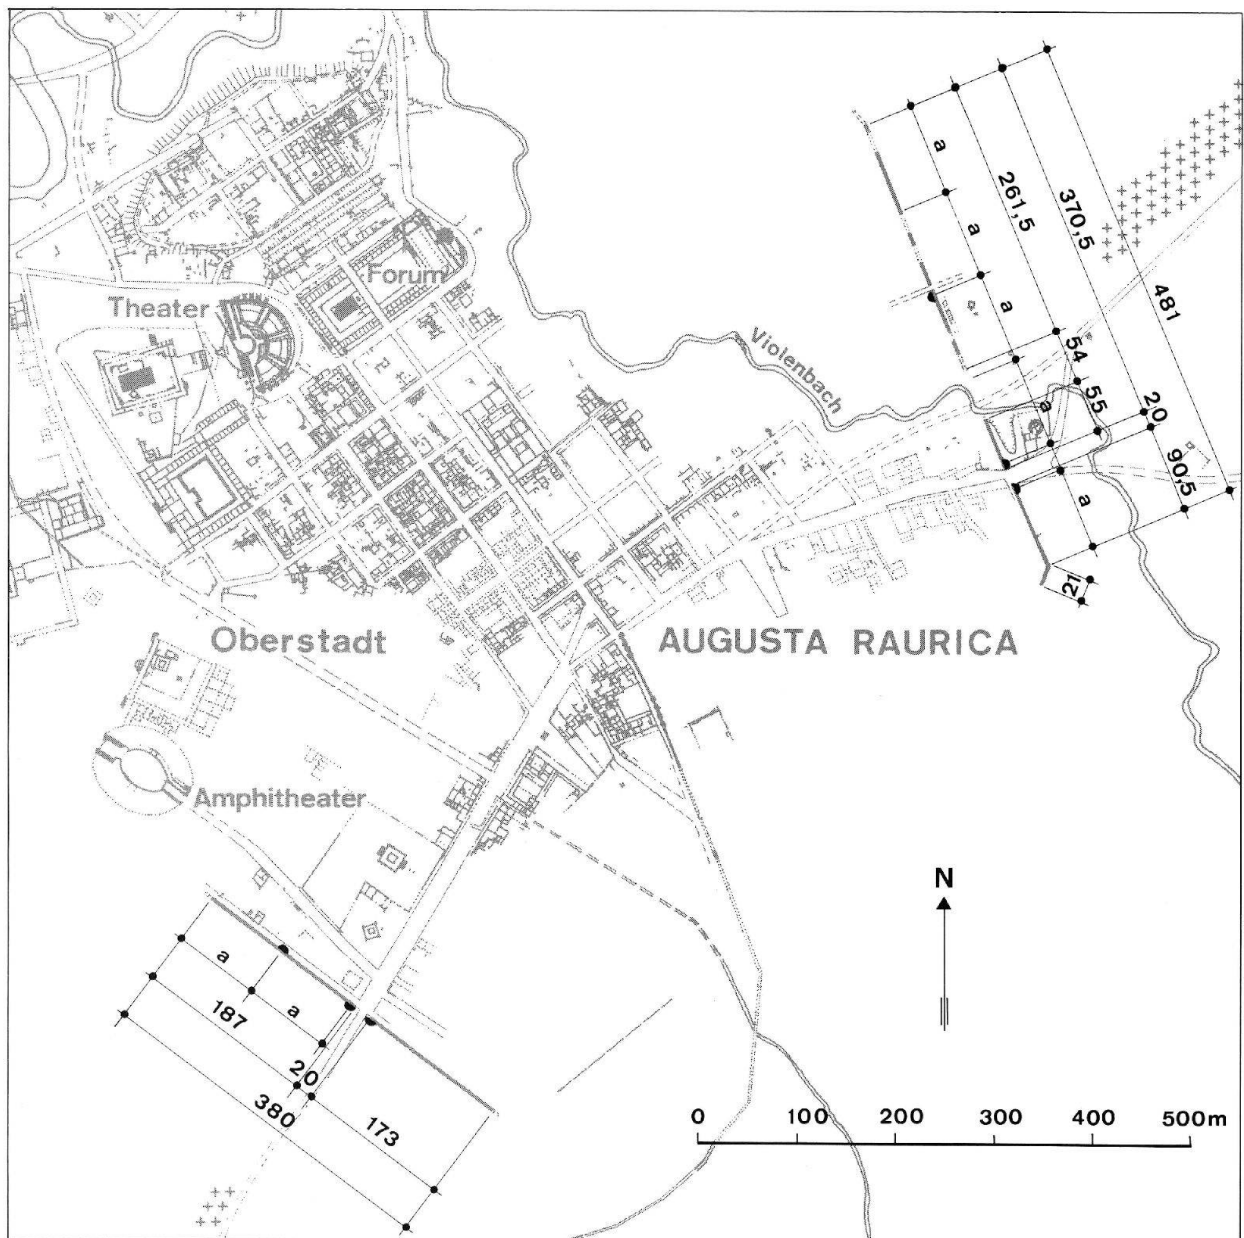 a
a
a
a
a
261,5
370,5
481
54
55
20
90,5
21
Forum
Theater
Violenbach
Oberstadt
AUGUSTA RAURICA
Amphitheater
N
a
a
187
20
380
173
0 100 200 300 400 500m